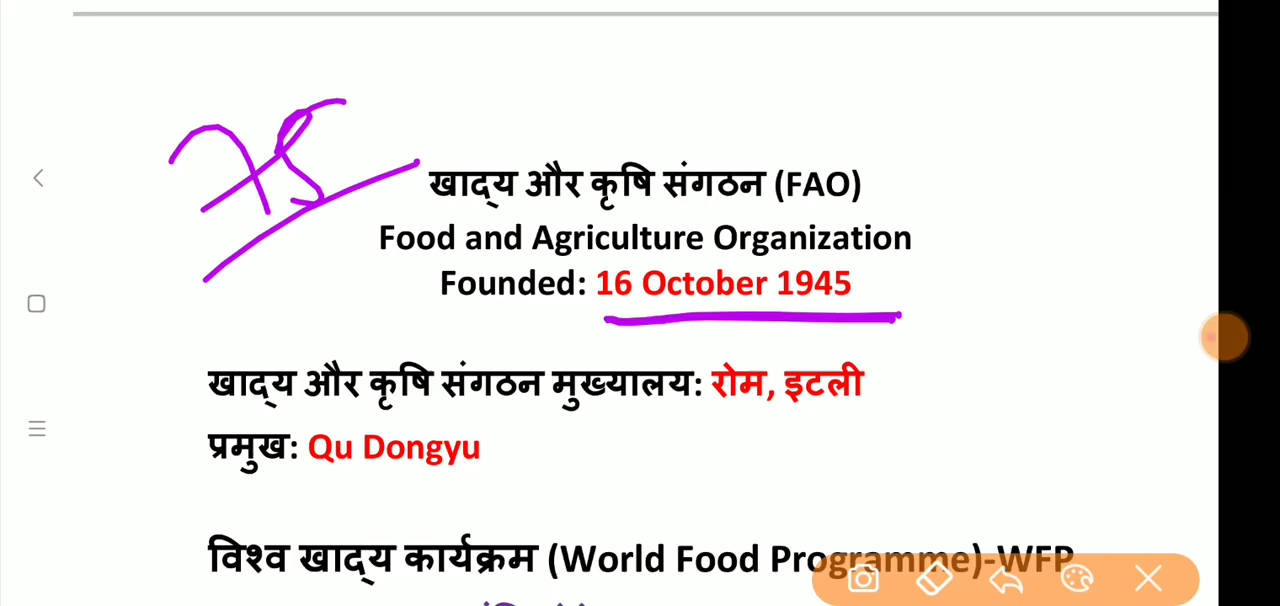 75
खाद्य और कृषि संगठन (FAO)
Food and Agriculture Organization
Founded: 16 October 1945
खाद्य और कृषि संगठन मुख्यालय: रोम, इटली
प्रमुख: Qu Dongyu
विश्व खाद्य कार्यक्रम (World Food Programme)-WFP